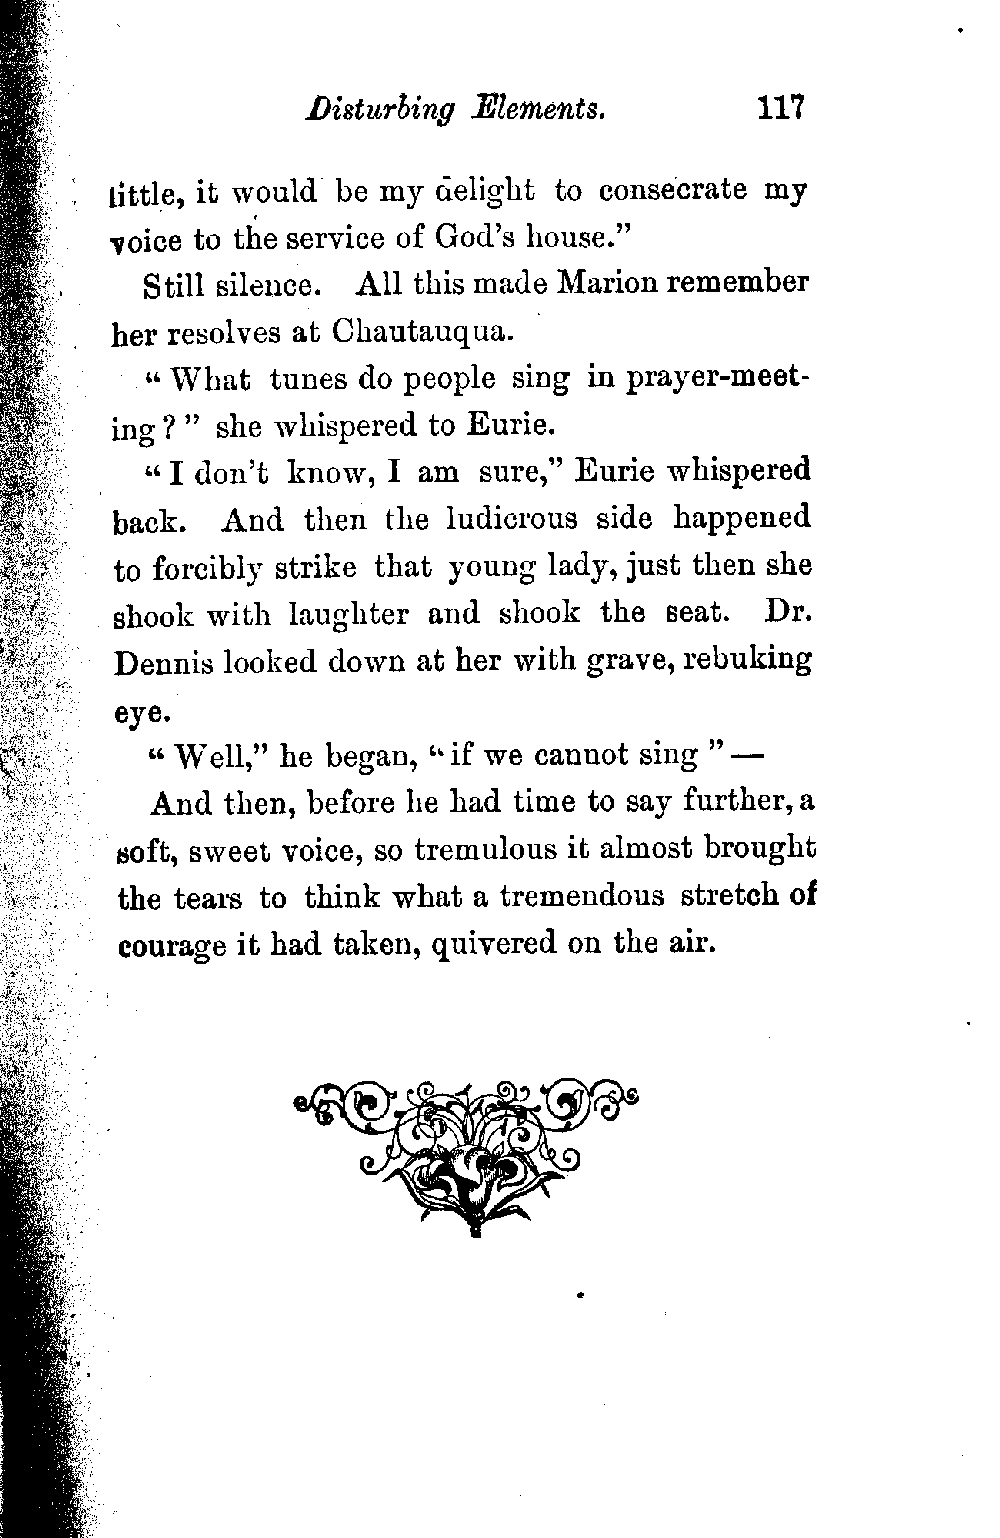 Disturbing Elements. 117
little, it would be my delight to consecrate my
voice to the service of God's house."
Still silence. All this made Marion remember
her resolves at Chautauqua.
"What tunes do people sing in prayer-meet-
ing?" she whispered to Eurie.
"I don't know, I am sure," Eurie whispered
back. And then the ludicrous side happened
to forcibly strike that young lady, just then she
shook with laughter and shook the seat. Dr.
Dennis looked down at her with grave, rebuking
eye.
"Well," he began, "if we cannot sing"—
And then, before he had time to say further, a
soft, sweet voice, so tremulous it almost brought
the tears to think what a tremendous stretch of
courage it had taken, quivered on the air.